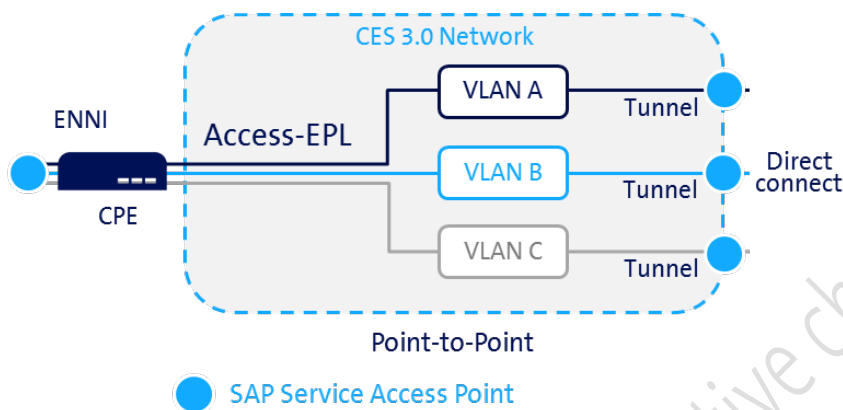 CES 3.0 Network
VLAN A
Tunnel
ENNI
Access-EPL
VLAN B
Tunnel
Direct
connect
CPE
VLAN C
Tunnel
Point-to-Point
SAP Service Access Point